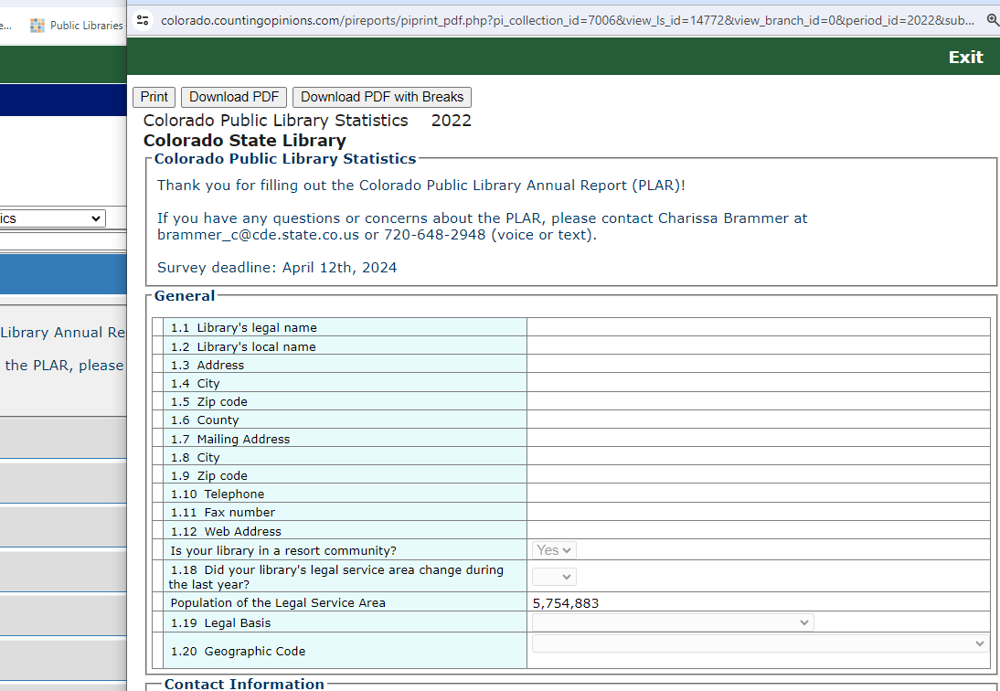 e...
Public Libraries
colorado.countingopinions.com/pireports/piprint_pdf.php?pi_collection_id=7006&view_ls_id=14772&view_branch_id=0&period_id=2022&sub...
Exit
Print
Download PDF
Download PDF with Breaks
Colorado Public Library Statistics 2022
Colorado State Library
Colorado Public Library Statistics
Thank you for filling out the Colorado Public Library Annual Report (PLAR)!
If you have any questions or concerns about the PLAR, please contact Charissa Brammer at
brammer_c@cde.state.co.us or 720-648-2948 (voice or text).
Survey deadline: April 12th, 2024
ics
Library Annual Re
the PLAR, please
General
1.1 Library's legal name
1.2 Library's local name
1.3 Address
1.4 City
1.5 Zip code
1.6 County
1.7 Mailing Address
1.8 City
1.9 Zip code
1.10 Telephone
1.11 Fax number
1.12 Web Address
Is your library in a resort community? Yes
1.18 Did your library's legal service area change during
the last year?
Population of the Legal Service Area 5,754,883
1.19 Legal Basis
1.20 Geographic Code
Contact Information